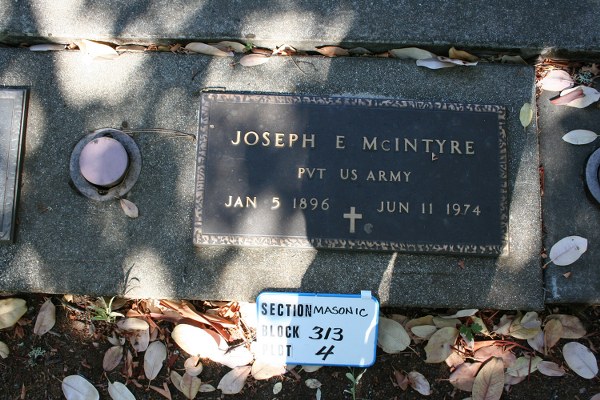 JOSEPH E McINTYRE
PVT US ARMY
JAN 5 1896 JUN 11 1974
SECTION MASONIC
BLOCK 313
PLOT 4